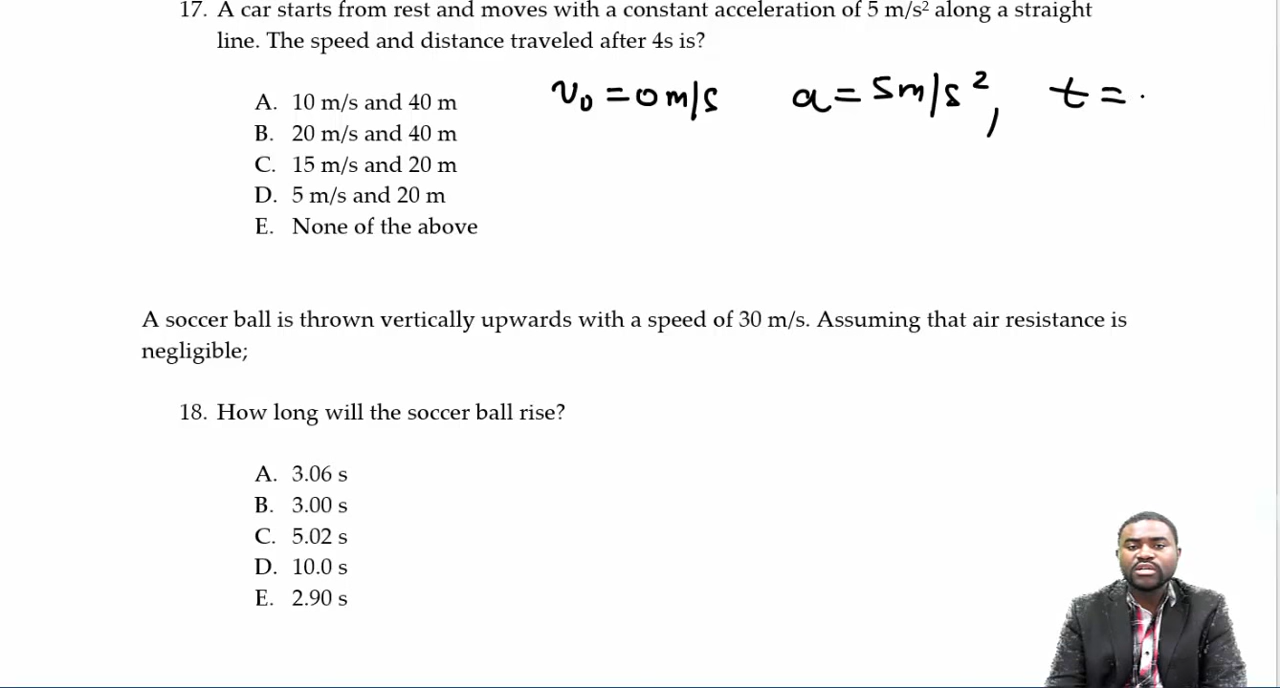 17. A car starts from rest and moves with a constant acceleration of 5 m/s² along a straight
line. The speed and distance traveled after 4s is?
v₀ = 0 m/s   a = 5 m/s²,   t =
A. 10 m/s and 40 m
B. 20 m/s and 40 m
C. 15 m/s and 20 m
D. 5 m/s and 20 m
E. None of the above
A soccer ball is thrown vertically upwards with a speed of 30 m/s. Assuming that air resistance is
negligible;
18. How long will the soccer ball rise?
A. 3.06 s
B. 3.00 s
C. 5.02 s
D. 10.0 s
E. 2.90 s